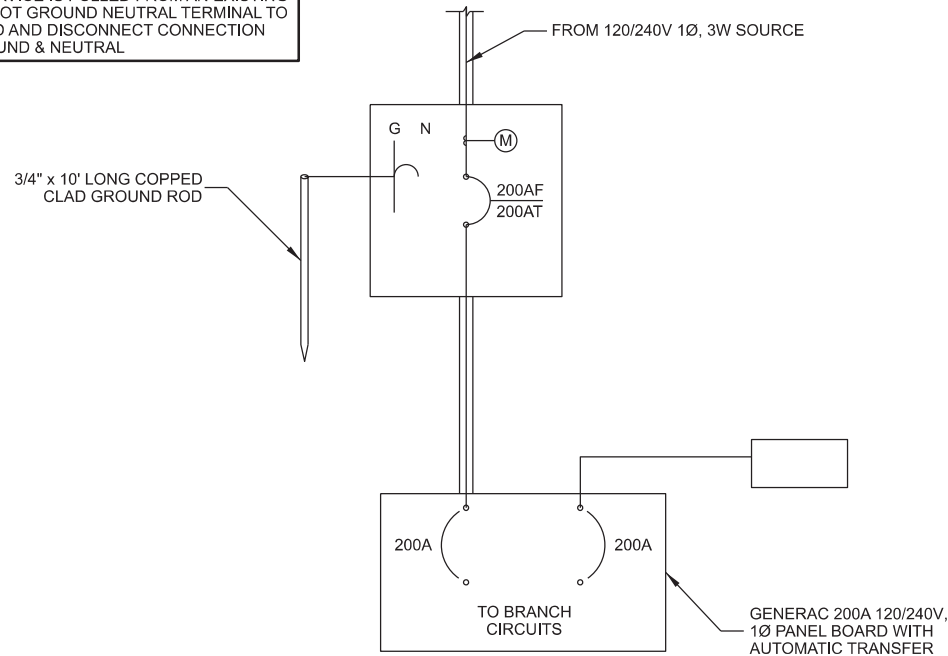 OT GROUND NEUTRAL TERMINAL TO
AND DISCONNECT CONNECTION
& NEUTRAL
FROM 120/240V 1Ø, 3W SOURCE
G N
M
3/4" x 10' LONG COPPED
CLAD GROUND ROD
200AF
200AT
200A
200A
TO BRANCH
CIRCUITS
GENERAC 200A 120/240V,
1Ø PANEL BOARD WITH
AUTOMATIC TRANSFER